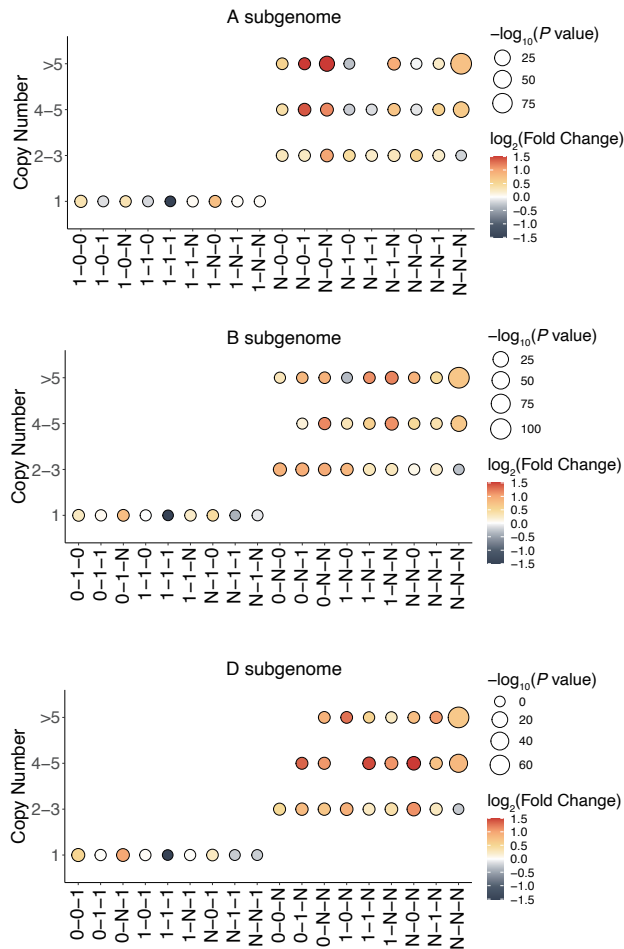 A subgenome
Copy Number
>5
4−5
2−3
1
1−0−0
1−0−1
1−0−N
1−1−0
1−1−1
1−1−N
1−N−0
1−N−1
1−N−N
N−0−0
N−0−1
N−0−N
N−1−0
N−1−1
N−1−N
N−N−0
N−N−1
N−N−N
−log10(P value)
25
50
75
log2(Fold Change)
1.5
1.0
0.5
0.0
−0.5
−1.0
−1.5
B subgenome
Copy Number
>5
4−5
2−3
1
0−1−0
0−1−1
0−1−N
1−1−0
1−1−1
1−1−N
N−1−0
N−1−1
N−1−N
0−N−0
0−N−1
0−N−N
1−N−0
1−N−1
1−N−N
N−N−0
N−N−1
N−N−N
−log10(P value)
25
50
75
100
log2(Fold Change)
1.5
1.0
0.5
0.0
−0.5
−1.0
−1.5
D subgenome
Copy Number
>5
4−5
2−3
1
0−0−1
0−1−1
0−N−1
1−0−1
1−1−1
1−N−1
N−0−1
N−1−1
N−N−1
0−0−N
0−1−N
0−N−N
1−0−N
1−1−N
1−N−N
N−0−N
N−1−N
N−N−N
−log10(P value)
0
20
40
60
log2(Fold Change)
1.5
1.0
0.5
0.0
−0.5
−1.0
−1.5